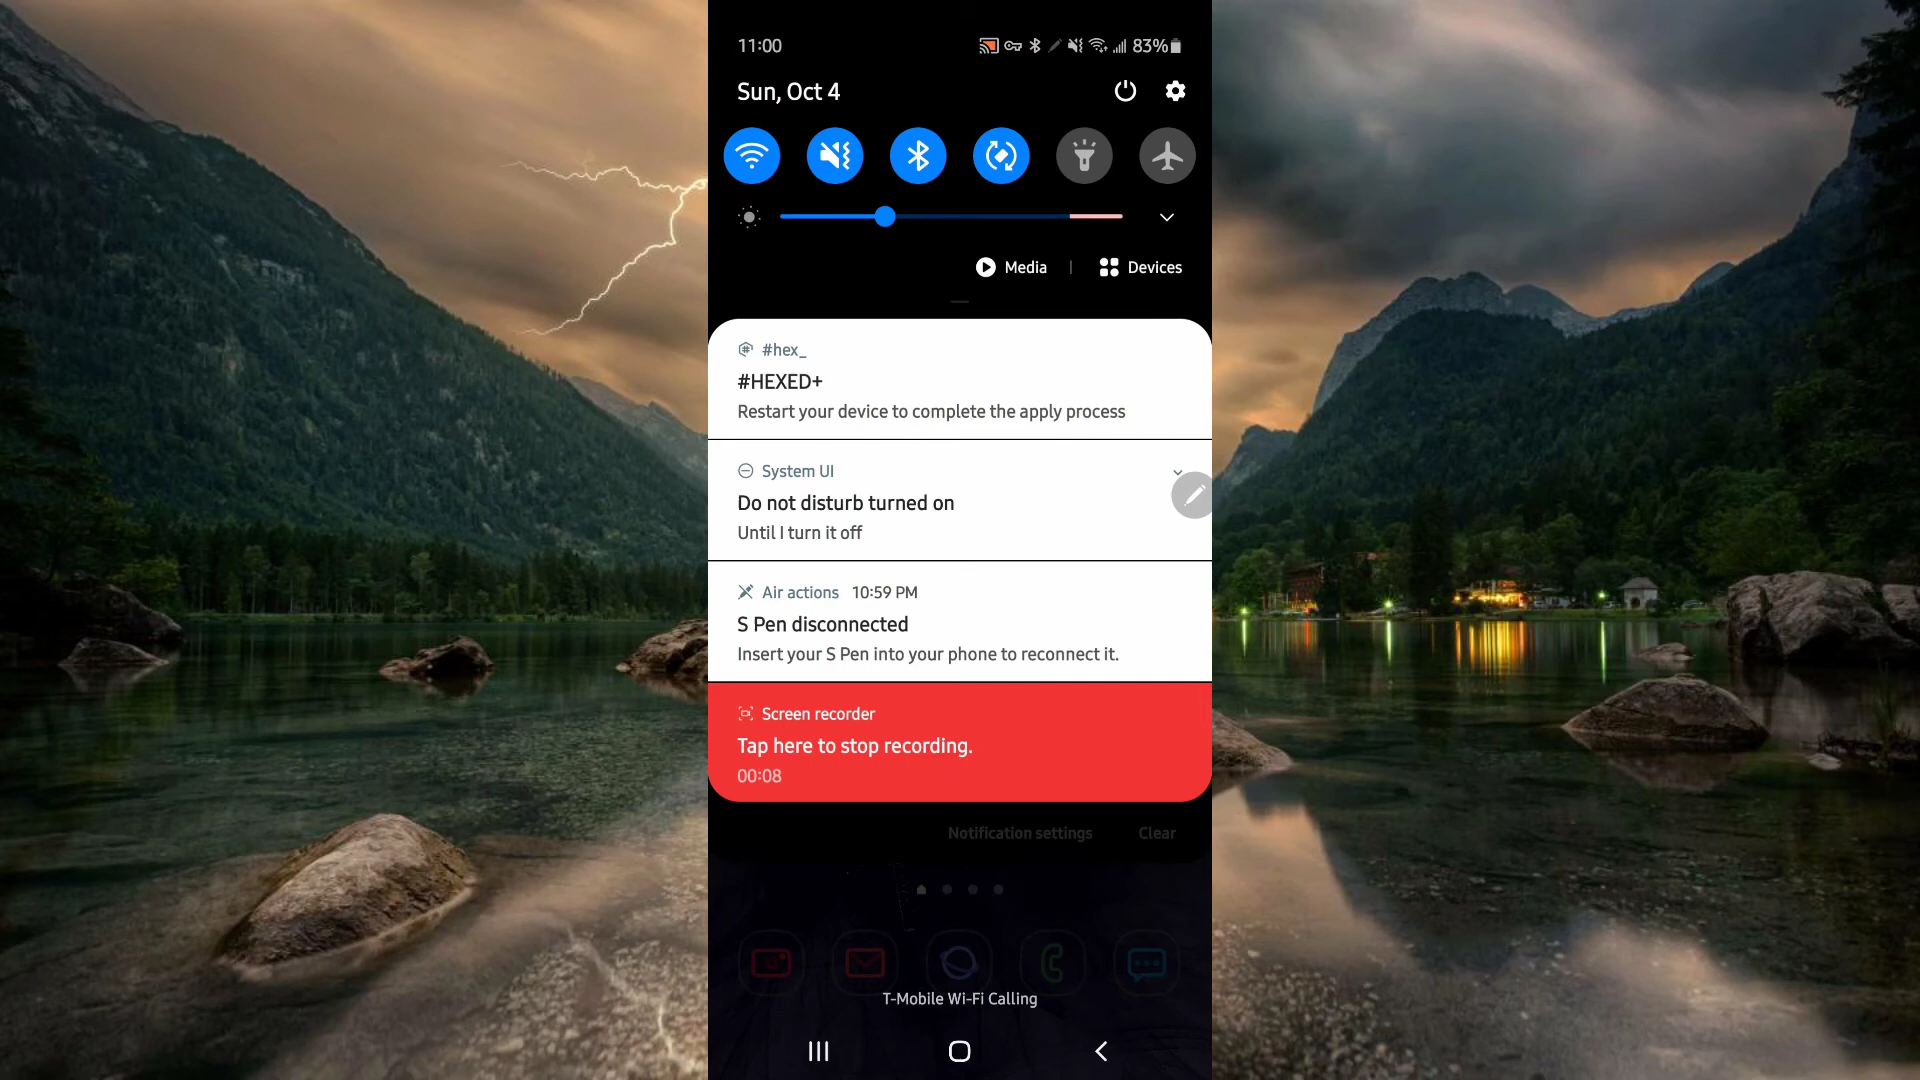 11:00
83%
Sun, Oct 4
Media | Devices
#hex_
#HEXED+
Restart your device to complete the apply process
System UI
Do not disturb turned on
Until I turn it off
Air actions 10:59 PM
S Pen disconnected
Insert your S Pen into your phone to reconnect it.
Screen recorder
Tap here to stop recording.
00:08
Notification settings Clear
T-Mobile Wi-Fi Calling